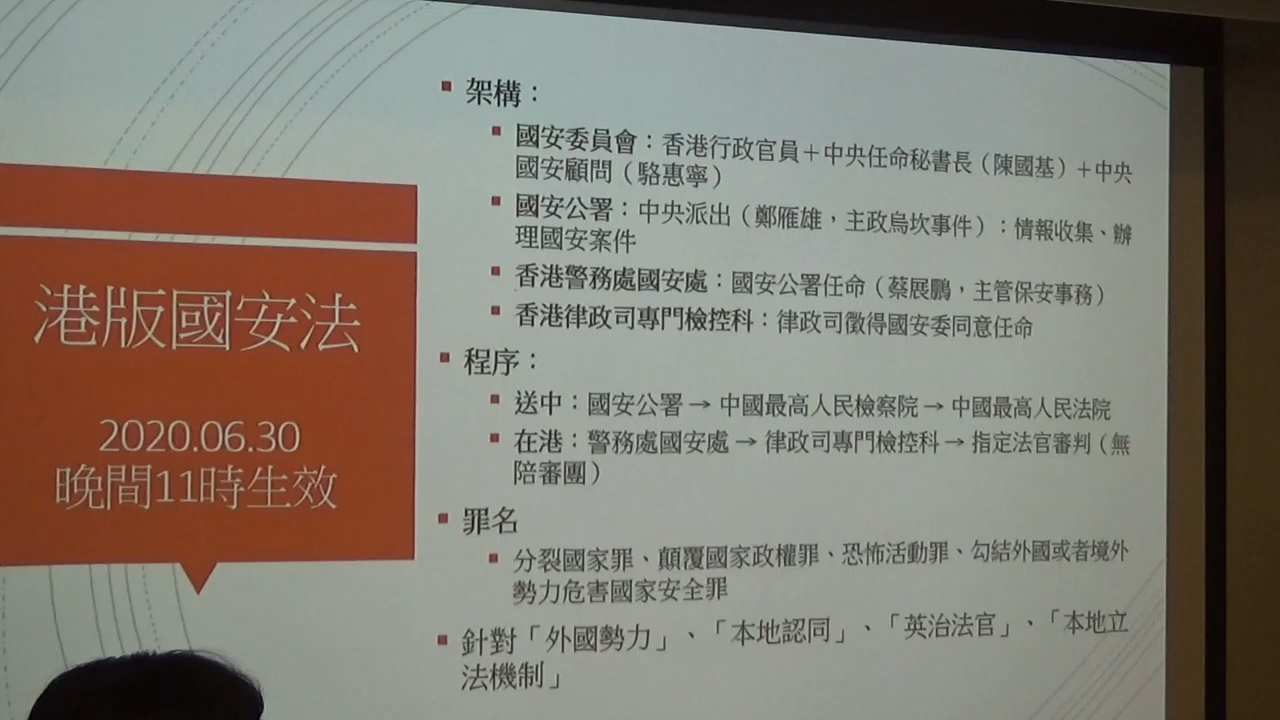 港版國安法
2020.06.30
晚間11時生效
架構：
國安委員會：香港行政官員＋中央任命秘書長（陳國基）＋中央
國安顧問（駱惠寧）
國安公署：中央派出（鄭雁雄，主政烏坎事件）：情報收集、辦
理國安案件
香港警務處國安處：國安公署任命（蔡展鵬，主管保安事務）
香港律政司專門檢控科：律政司徵得國安委同意任命
程序：
送中：國安公署→中國最高人民檢察院→中國最高人民法院
在港：警務處國安處→律政司專門檢控科→指定法官審判（無
陪審團）
罪名
分裂國家罪、顛覆國家政權罪、恐怖活動罪、勾結外國或者境外
勢力危害國家安全罪
針對「外國勢力」、「本地認同」、「英治法官」、「本地立
法機制」